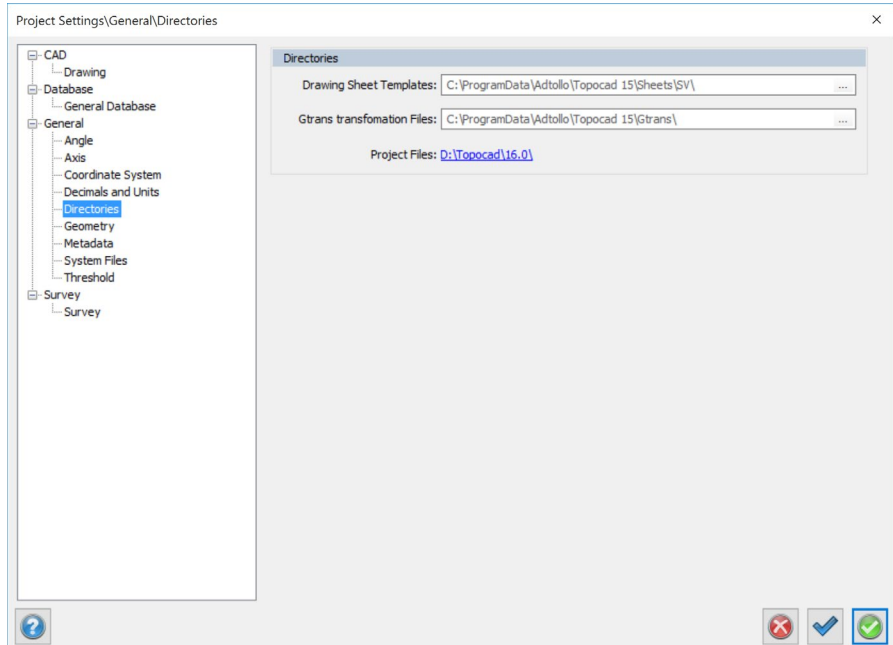 Project Settings\General\Directories
CAD
Drawing
Database
General Database
General
Angle
Axis
Coordinate System
Decimals and Units
Directories
Geometry
Metadata
System Files
Threshold
Survey
Survey
Directories
Drawing Sheet Templates: C:\ProgramData\Adtollo\Topocad 15\Sheets\SV\ ...
Gtrans transfomation Files: C:\ProgramData\Adtollo\Topocad 15\Gtrans\ ...
Project Files: D:\Topocad\16.0\